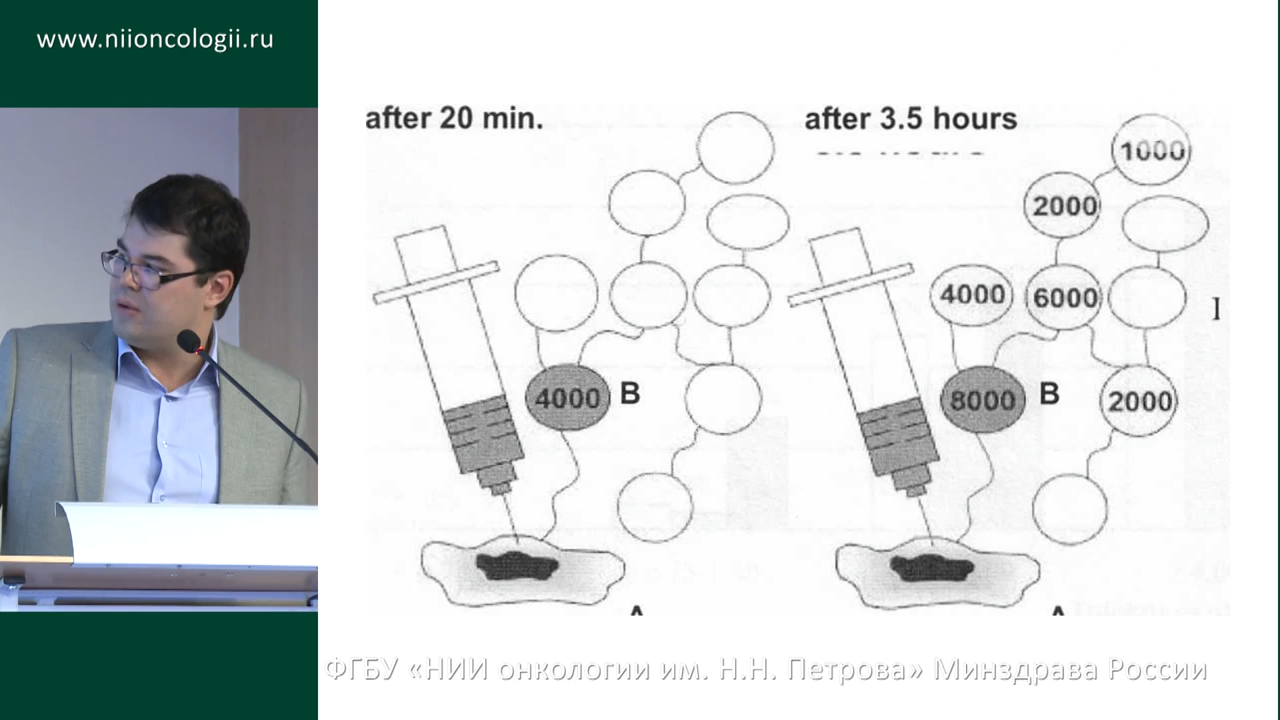 www.niioncologii.ru
after 20 min.
after 3.5 hours
1000
2000
4000
6000
4000
B
8000
B
2000
A
A
ФГБУ «НИИ онкологии им. Н.Н. Петрова» Минздрава России